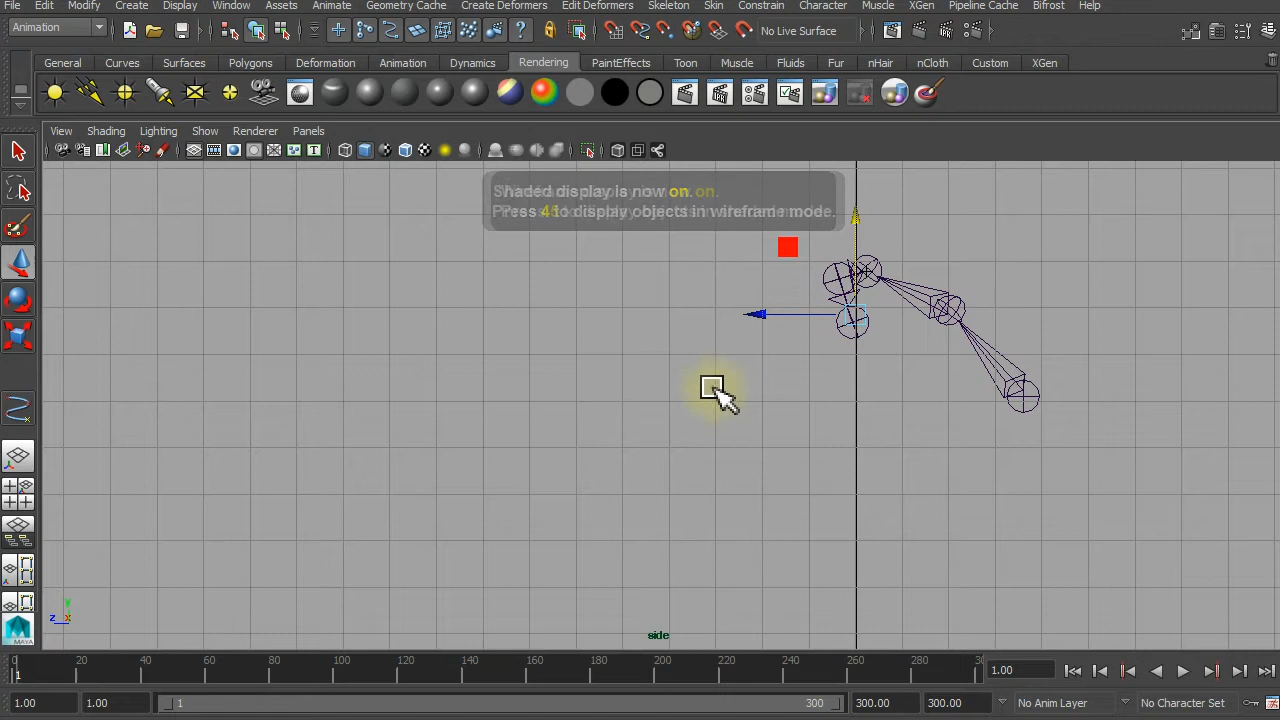 File Edit Modify Create Display Window Assets Animate Geometry Cache Create Deformers Edit Deformers Skeleton Skin Constrain Character Muscle XGen Pipeline Cache Bifrost Help
Animation
No Live Surface
General Curves Surfaces Polygons Deformation Animation Dynamics Rendering PaintEffects Toon Muscle Fluids Fur nHair nCloth Custom XGen
View Shading Lighting Show Renderer Panels
Shaded display is now on.
Press to display objects in wireframe mode.
y
z x
side
MAYA
0 20 40 60 80 100 120 140 160 180 200 220 240 260 280
1
1.00
1.00 1.00 1 300 300.00 300.00 No Anim Layer No Character Set